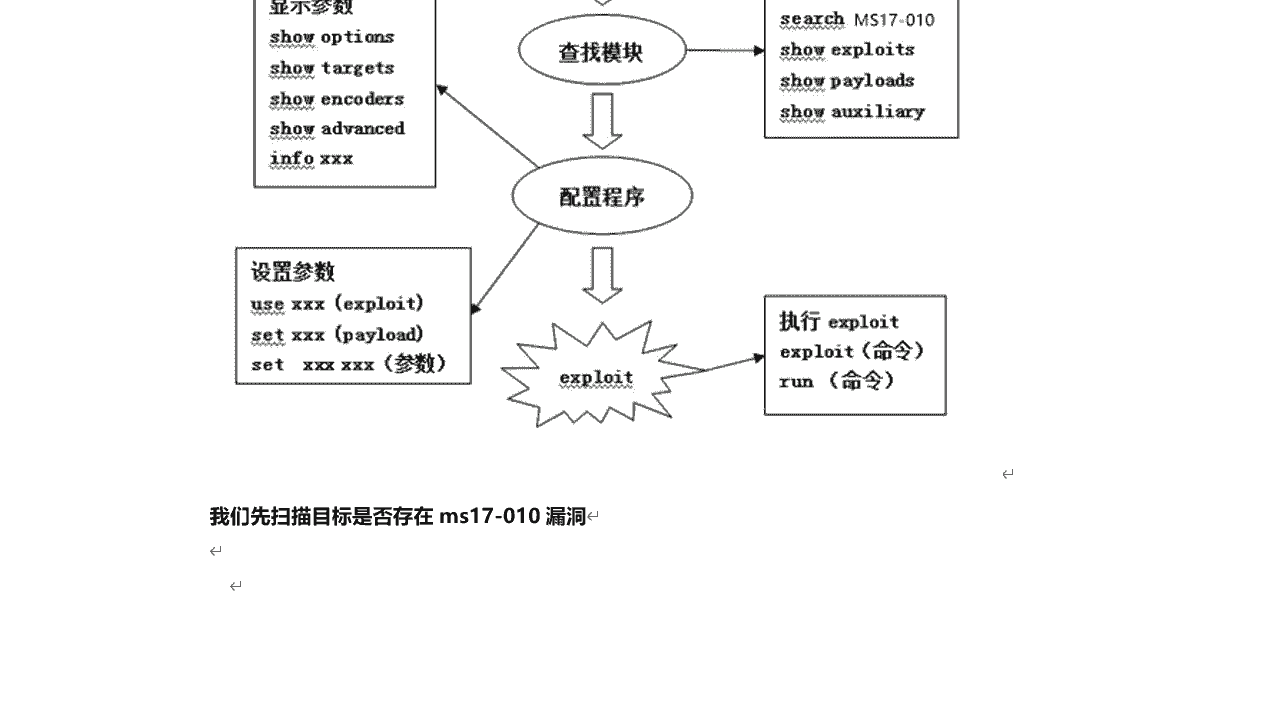 显示参数
show options
show targets
show encoders
show advanced
info xxx
查找模块
search MS17-010
show exploits
show payloads
show auxiliary
配置程序
设置参数
use xxx (exploit)
set xxx (payload)
set xxx xxx（参数）
exploit
执行 exploit
exploit（命令）
run （命令）
我们先扫描目标是否存在 ms17-010 漏洞